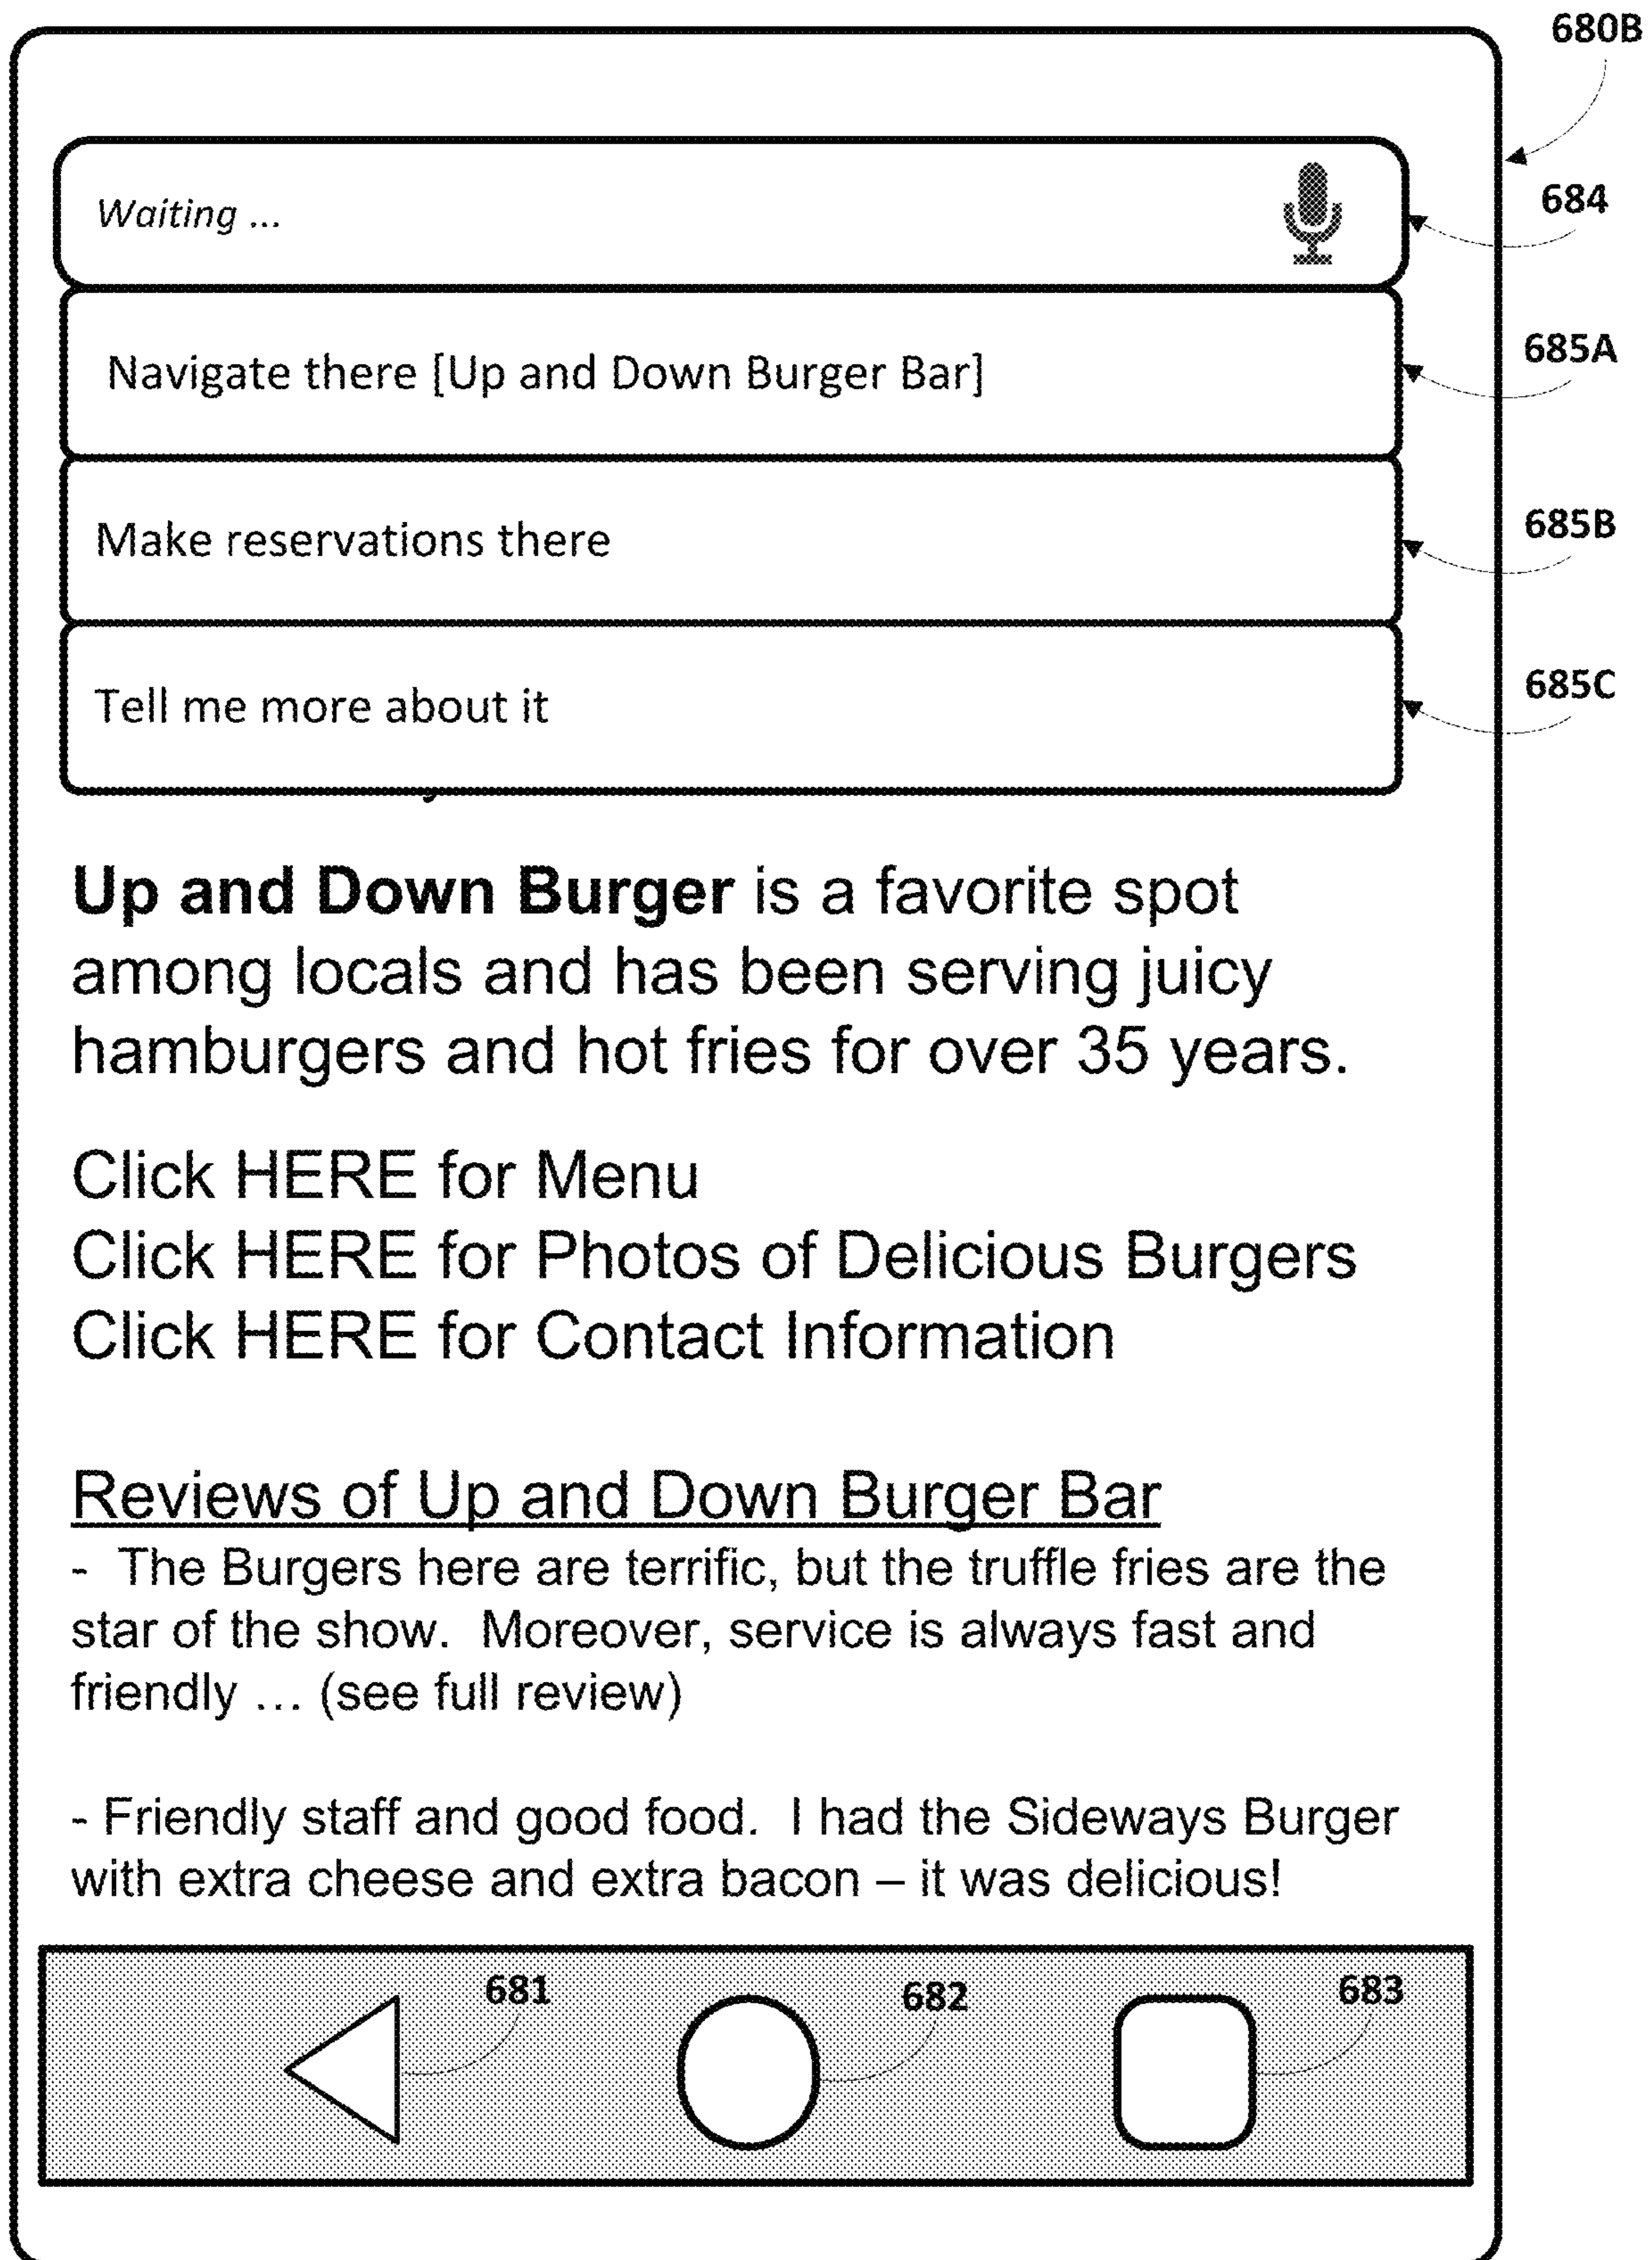 680B
Waiting ...
684
Navigate there [Up and Down Burger Bar]
685A
Make reservations there
685B
Tell me more about it
685C
Up and Down Burger is a favorite spot
among locals and has been serving juicy
hamburgers and hot fries for over 35 years.
Click HERE for Menu
Click HERE for Photos of Delicious Burgers
Click HERE for Contact Information
Reviews of Up and Down Burger Bar
- The Burgers here are terrific, but the truffle fries are the
star of the show. Moreover, service is always fast and
friendly … (see full review)
- Friendly staff and good food. I had the Sideways Burger
with extra cheese and extra bacon – it was delicious!
681
682
683